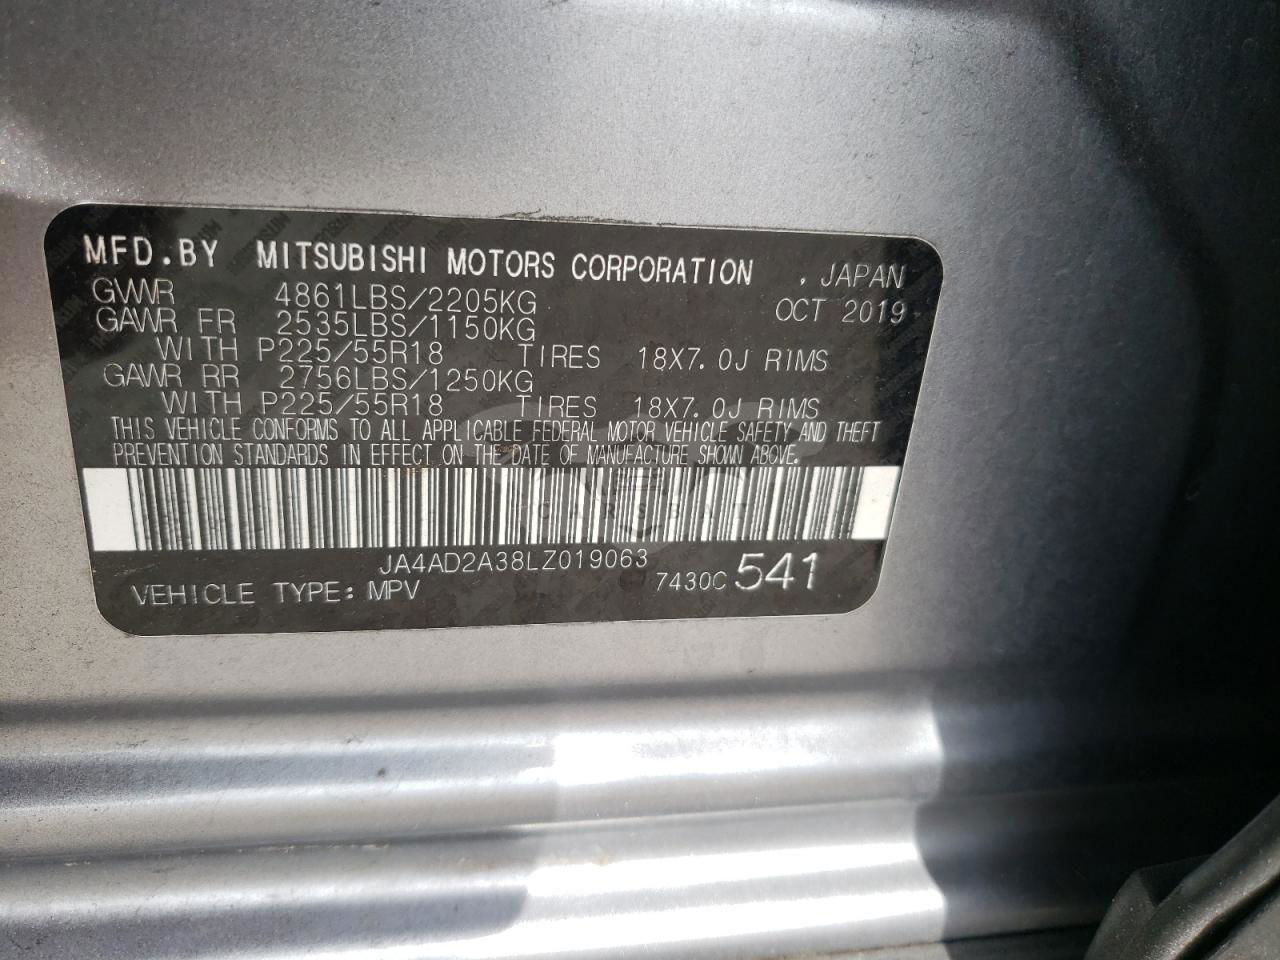 MFD.BY MITSUBISHI MOTORS CORPORATION , JAPAN
GVWR 4861LBS/2205KG OCT 2019
GAWR FR 2535LBS/1150KG
WITH P225/55R18 TIRES 18X7.0J RIMS
GAWR RR 2756LBS/1250KG
WITH P225/55R18 TIRES 18X7.0J RIMS
THIS VEHICLE CONFORMS TO ALL APPLICABLE FEDERAL MOTOR VEHICLE SAFETY AND THEFT
PREVENTION STANDARDS IN EFFECT ON THE DATE OF MANUFACTURE SHOWN ABOVE.
JA4AD2A38LZ019063
VEHICLE TYPE: MPV 7430C 541